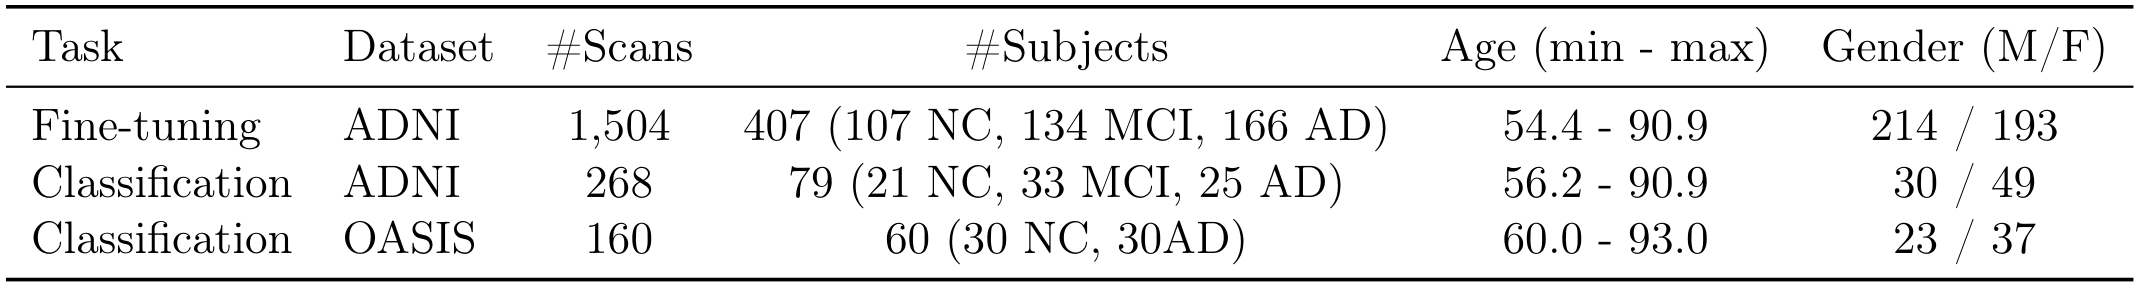 Task Dataset #Scans #Subjects Age (min - max) Gender (M/F)
Fine-tuning ADNI 1,504 407 (107 NC, 134 MCI, 166 AD) 54.4 - 90.9 214 / 193
Classification ADNI 268 79 (21 NC, 33 MCI, 25 AD) 56.2 - 90.9 30 / 49
Classification OASIS 160 60 (30 NC, 30AD) 60.0 - 93.0 23 / 37